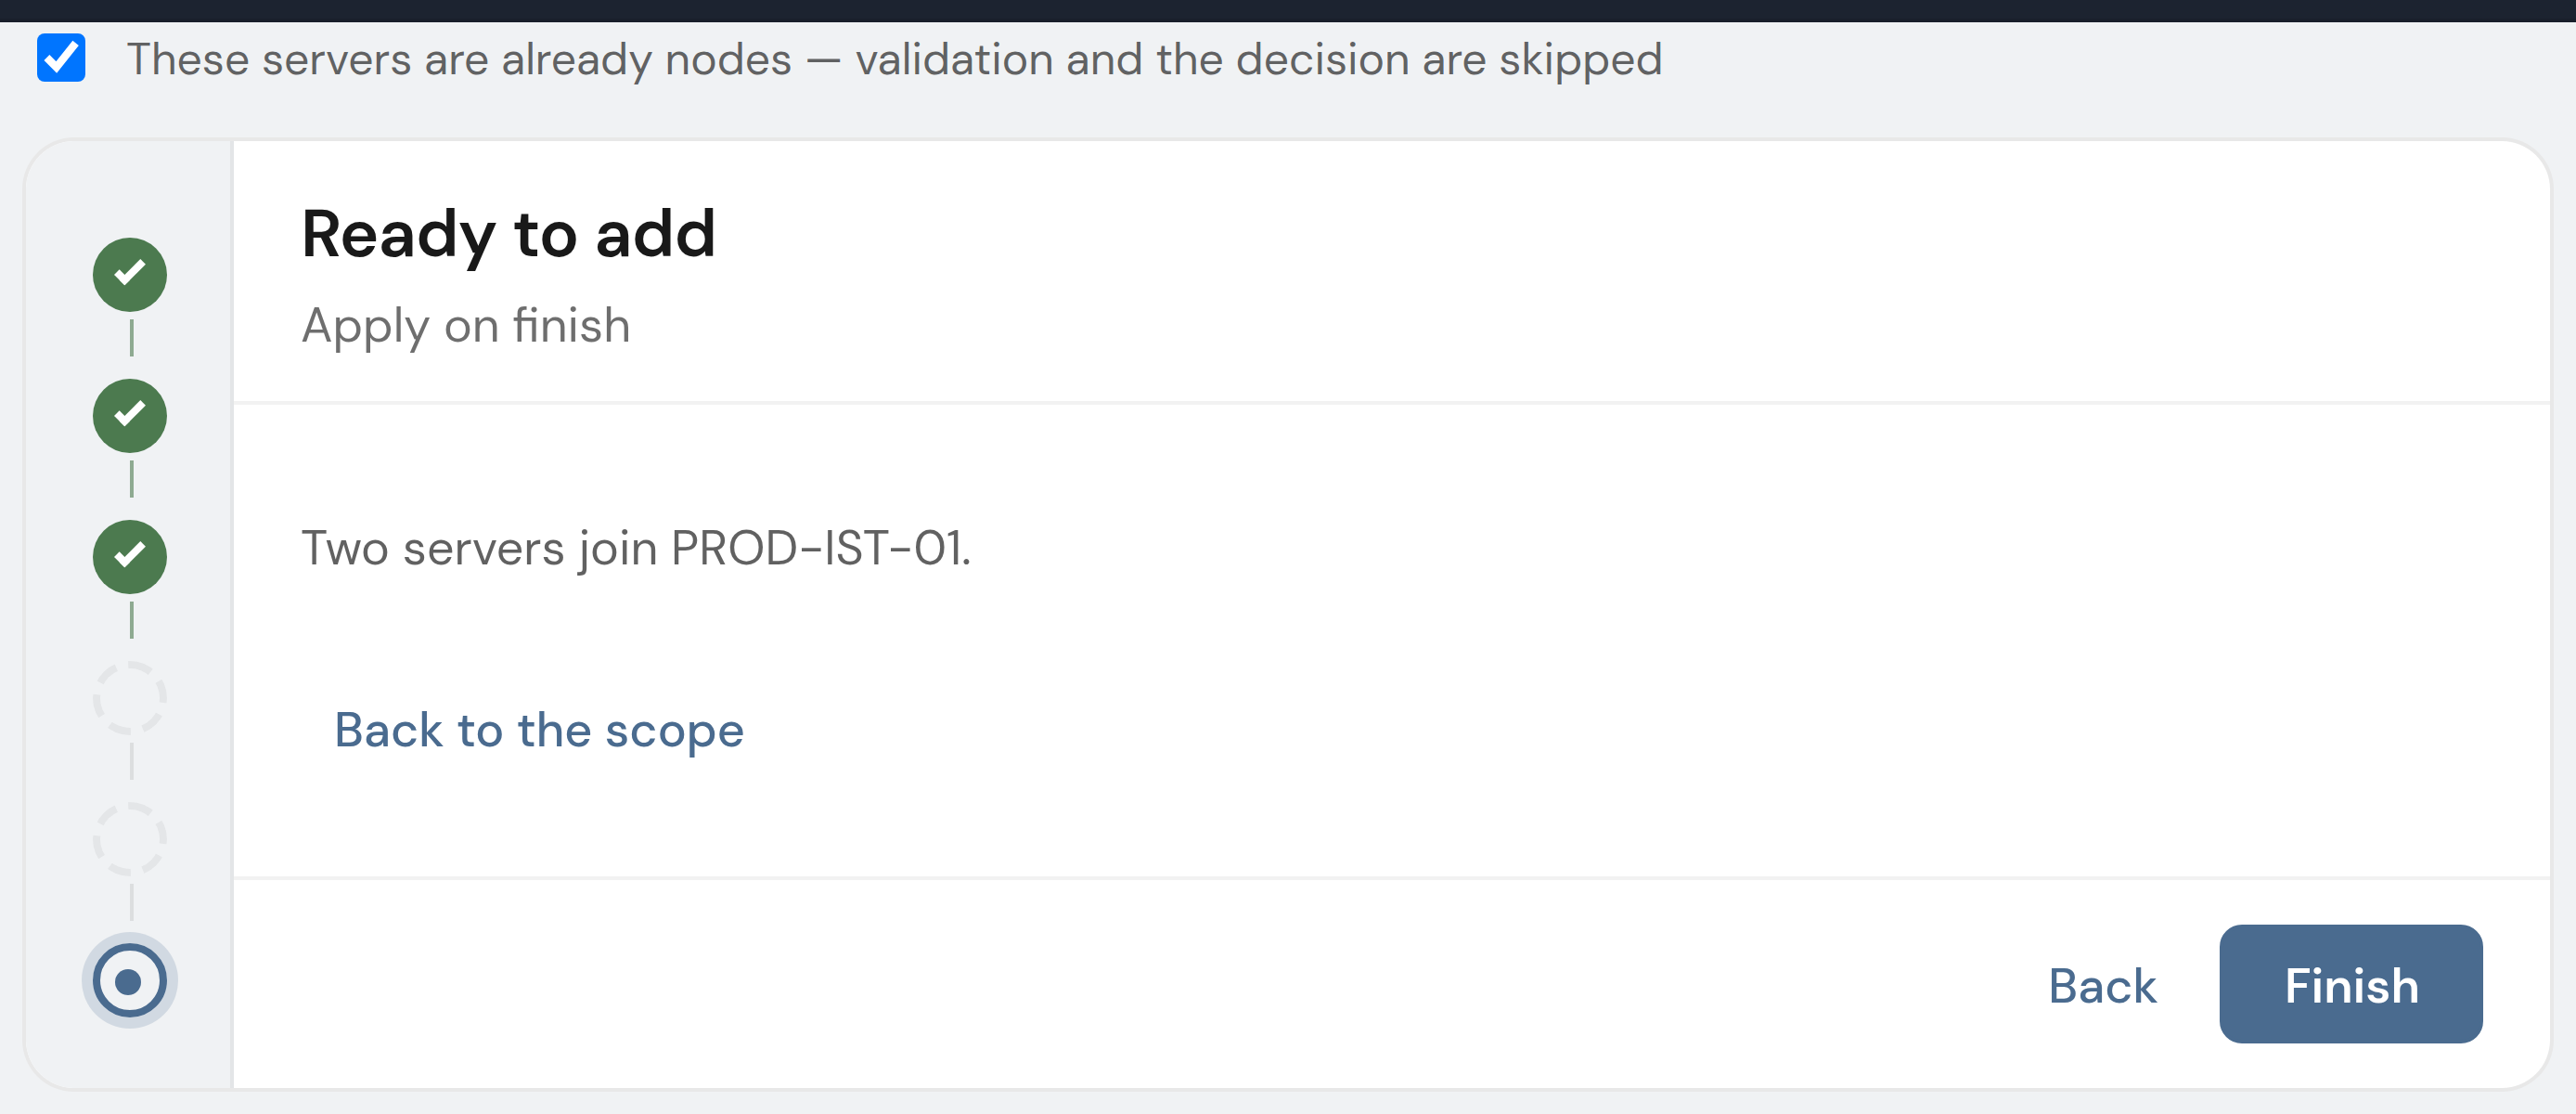 These servers are already nodes — validation and the decision are skipped
Ready to add
Apply on finish
Two servers join PROD-IST-01.
Back to the scope
Back
Finish